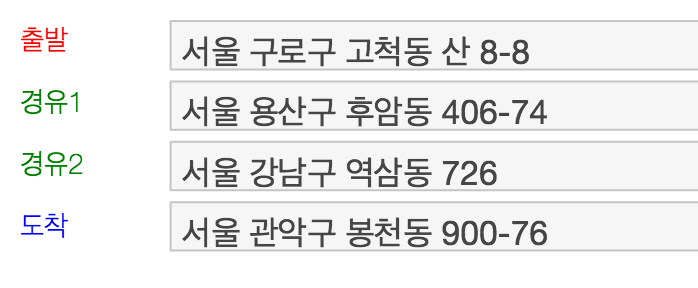 출발 서울 구로구 고척동 산 8-8
경유1 서울 용산구 후암동 406-74
경유2 서울 강남구 역삼동 726
도착 서울 관악구 봉천동 900-76